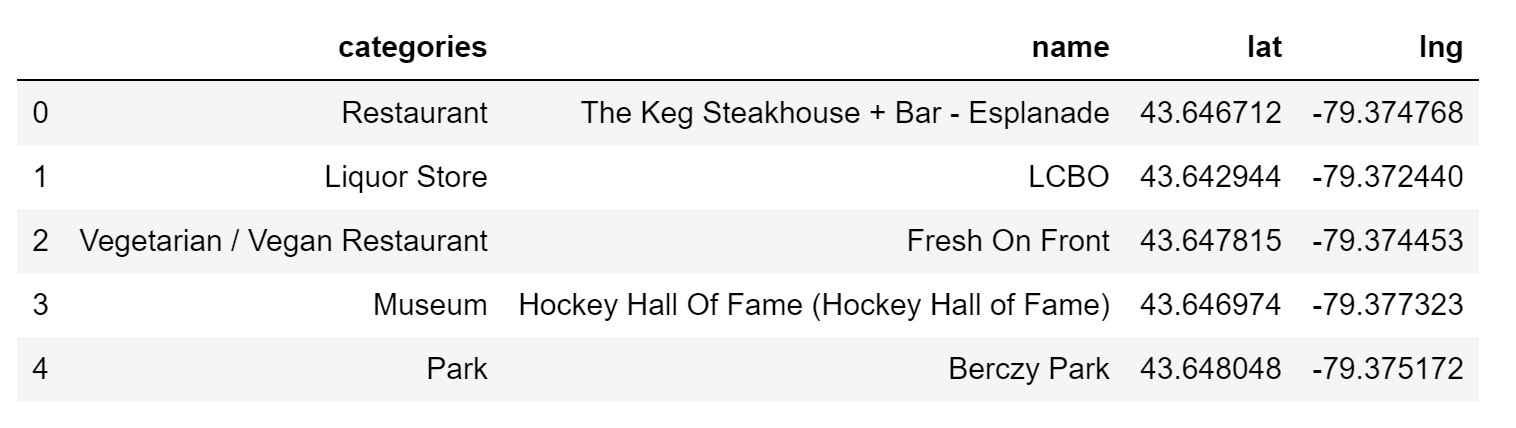 categories name lat lng
0 Restaurant The Keg Steakhouse + Bar - Esplanade 43.646712 -79.374768
1 Liquor Store LCBO 43.642944 -79.372440
2 Vegetarian / Vegan Restaurant Fresh On Front 43.647815 -79.374453
3 Museum Hockey Hall Of Fame (Hockey Hall of Fame) 43.646974 -79.377323
4 Park Berczy Park 43.648048 -79.375172